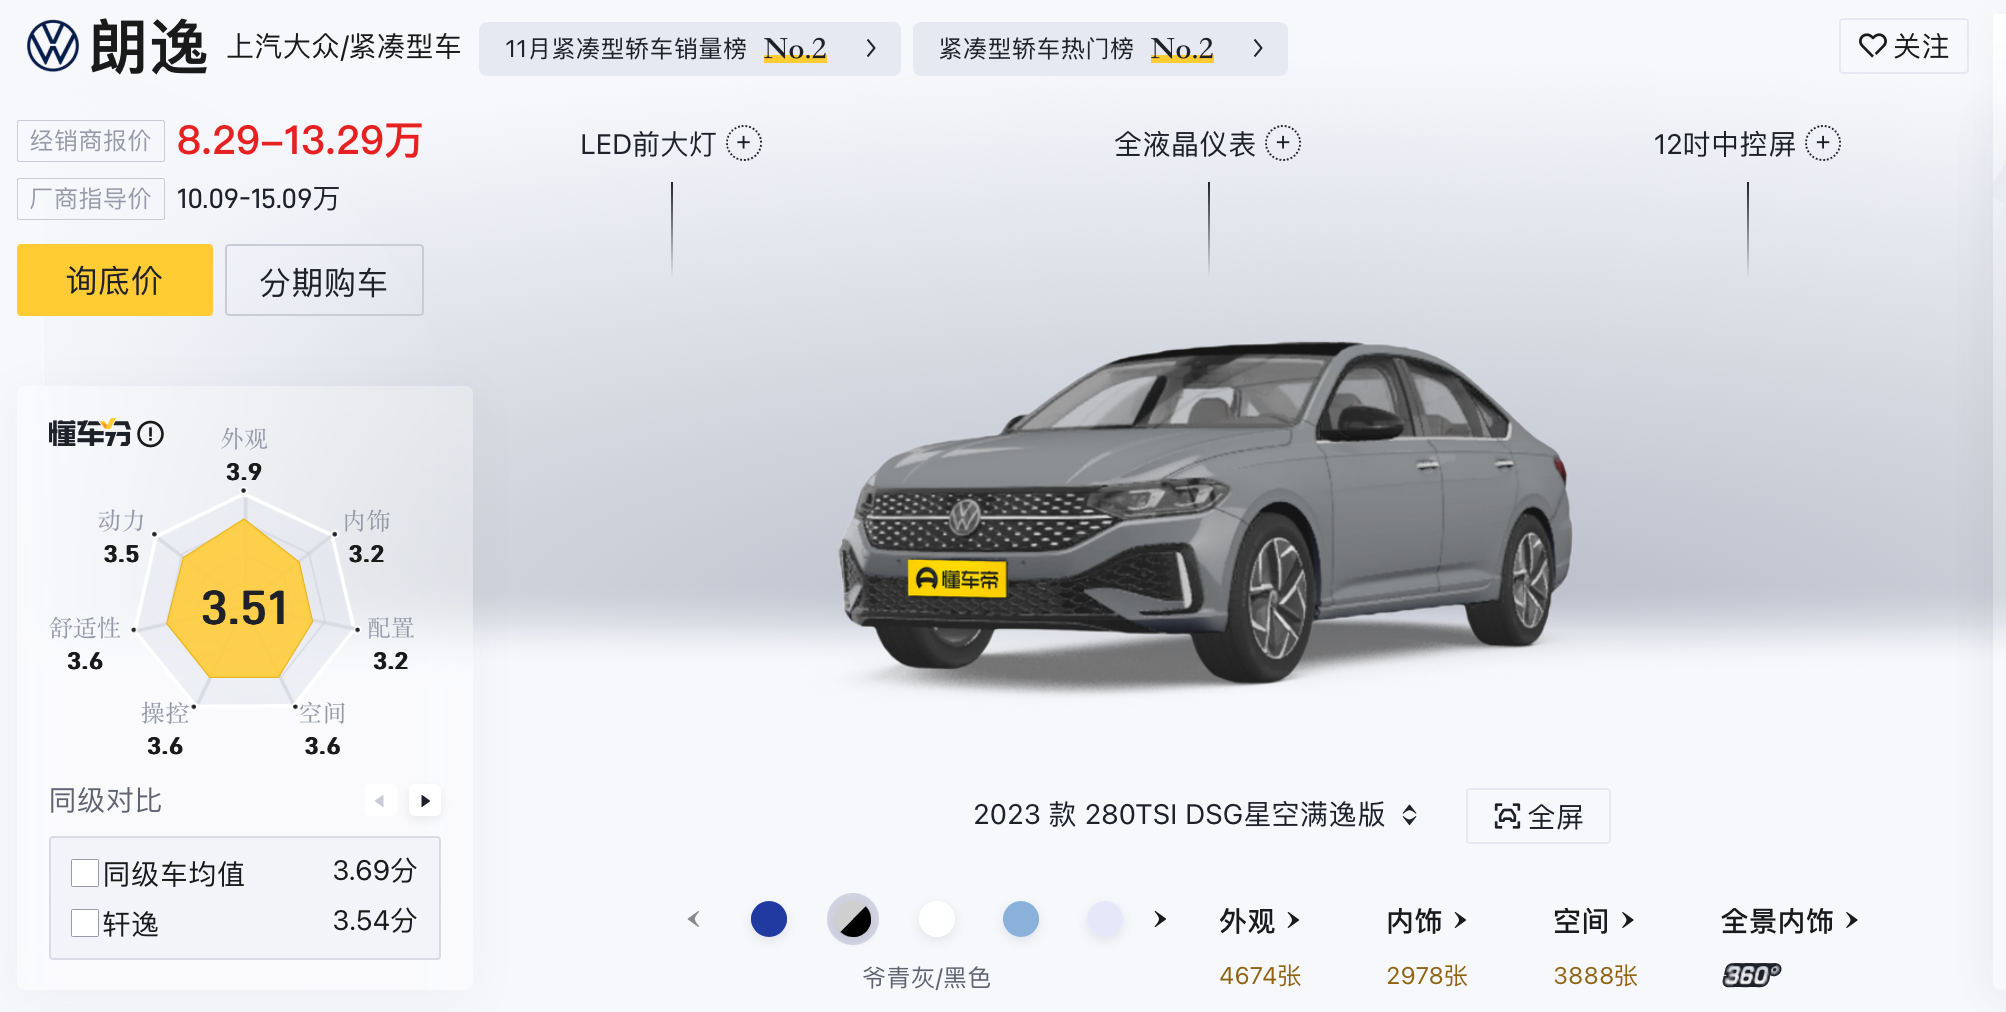 朗逸 上汽大众/紧凑型车 11月紧凑型轿车销量榜 No.2 紧凑型轿车热门榜 No.2 关注
经销商报价 8.29–13.29万
厂商指导价 10.09-15.09万
询底价 分期购车
LED前大灯 全液晶仪表 12吋中控屏
懂车分
外观
3.9
动力
3.5
内饰
3.2
3.51
舒适性
3.6
配置
3.2
操控
3.6
空间
3.6
同级对比
同级车均值 3.69分
轩逸 3.54分
懂车帝
2023 款 280TSI DSG星空满逸版 全屏
爷青灰/黑色
外观 内饰 空间 全景内饰
4674张 2978张 3888张 360°